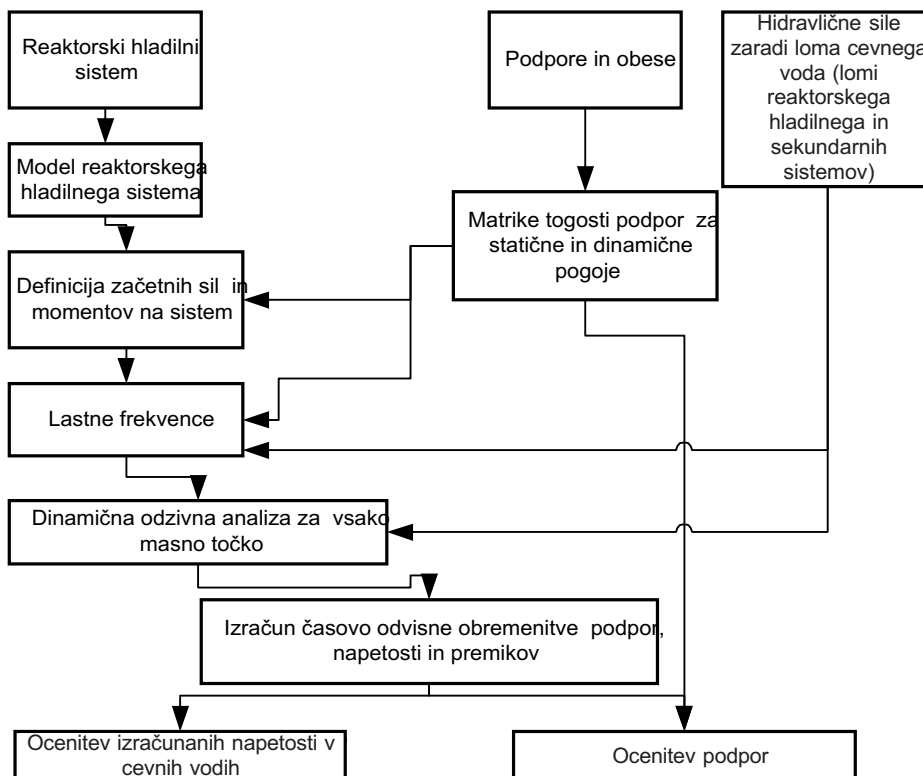 Reaktorski hladilni
sistem
Podpore in obese
Hidravlične sile
zaradi loma cevnega
voda (lomi
reaktorskega
hladilnega in
sekundarnih
sistemov)
Model reaktorskega
hladilnega sistema
Matrike togosti podpor za
statične in dinamične
pogoje
Definicija začetnih sil in
momentov na sistem
Lastne frekvence
Dinamična odzivna analiza za vsako
masno točko
Izračun časovo odvisne obremenitve podpor,
napetosti in premikov
Ocenitev izračunanih napetosti v
cevnih vodih
Ocenitev podpor